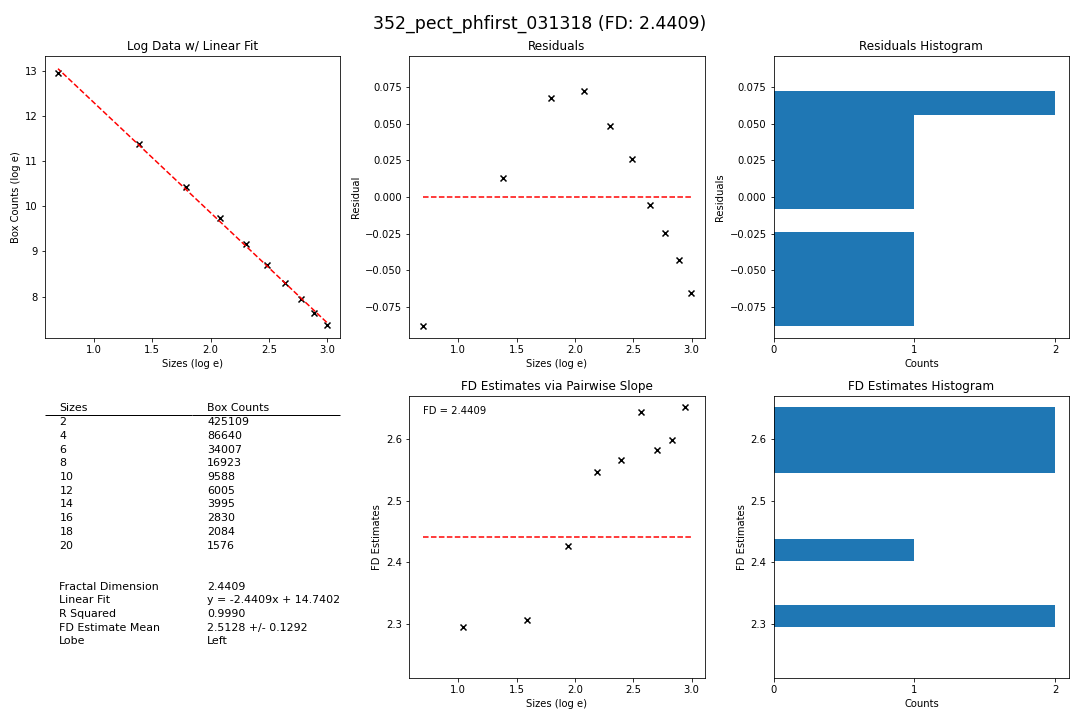 352_pect_phfirst_031318 (FD: 2.4409)
Log Data w/ Linear Fit
13
12
11
10
9
8
Box Counts (log e)
1.0 1.5 2.0 2.5 3.0
Sizes (log e)
Residuals
0.075
0.050
0.025
0.000
−0.025
−0.050
−0.075
Residual
1.0 1.5 2.0 2.5 3.0
Sizes (log e)
Residuals Histogram
0.075
0.050
0.025
0.000
−0.025
−0.050
−0.075
Residuals
0 1 2
Counts
Sizes Box Counts
2 425109
4 86640
6 34007
8 16923
10 9588
12 6005
14 3995
16 2830
18 2084
20 1576
Fractal Dimension 2.4409
Linear Fit y = -2.4409x + 14.7402
R Squared 0.9990
FD Estimate Mean 2.5128 +/- 0.1292
Lobe Left
FD Estimates via Pairwise Slope
FD = 2.4409
2.6
2.5
2.4
2.3
FD Estimates
1.0 1.5 2.0 2.5 3.0
Sizes (log e)
FD Estimates Histogram
2.6
2.5
2.4
2.3
FD Estimates
0 1 2
Counts